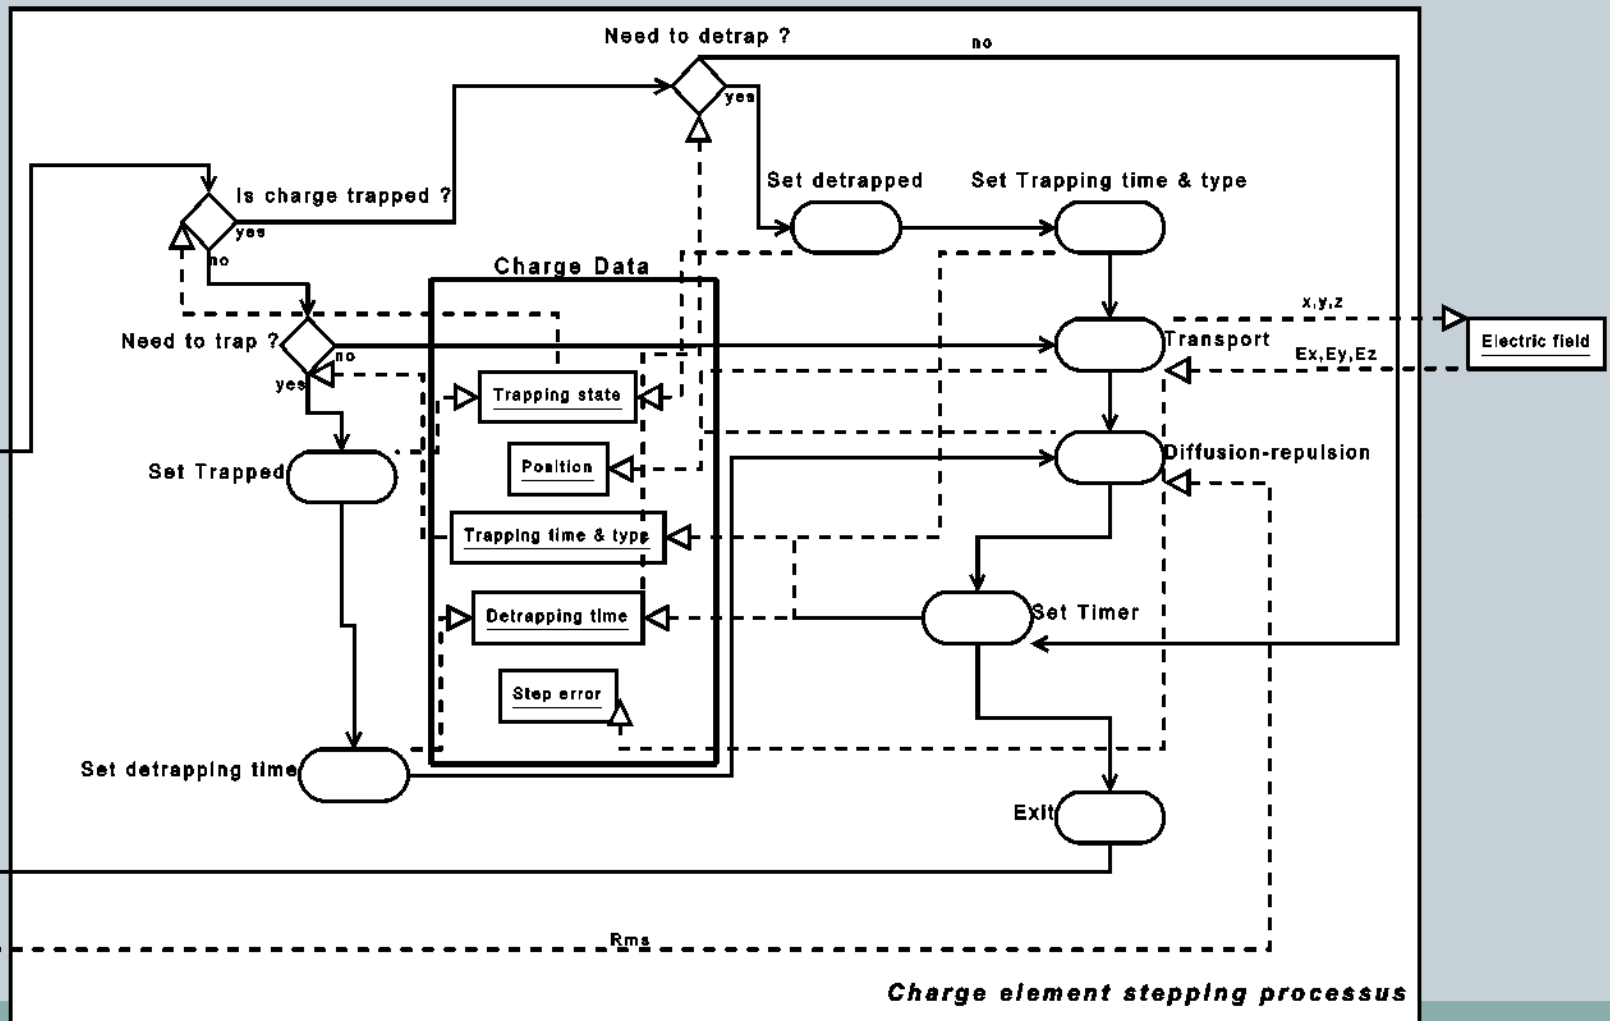 Need to detrap ?
no
yes
Is charge trapped ?
yes
no
Set detrapped
Set Trapping time & type
Charge Data
x,y,z
Need to trap ?
no
yes
Transport
Electric field
Ex,Ey,Ez
Trapping state
Set Trapped
Position
Diffusion-repulsion
Trapping time & type
Detrapping time
Set Timer
Step error
Set detrapping time
Exit
Rms
Charge element stepping processus